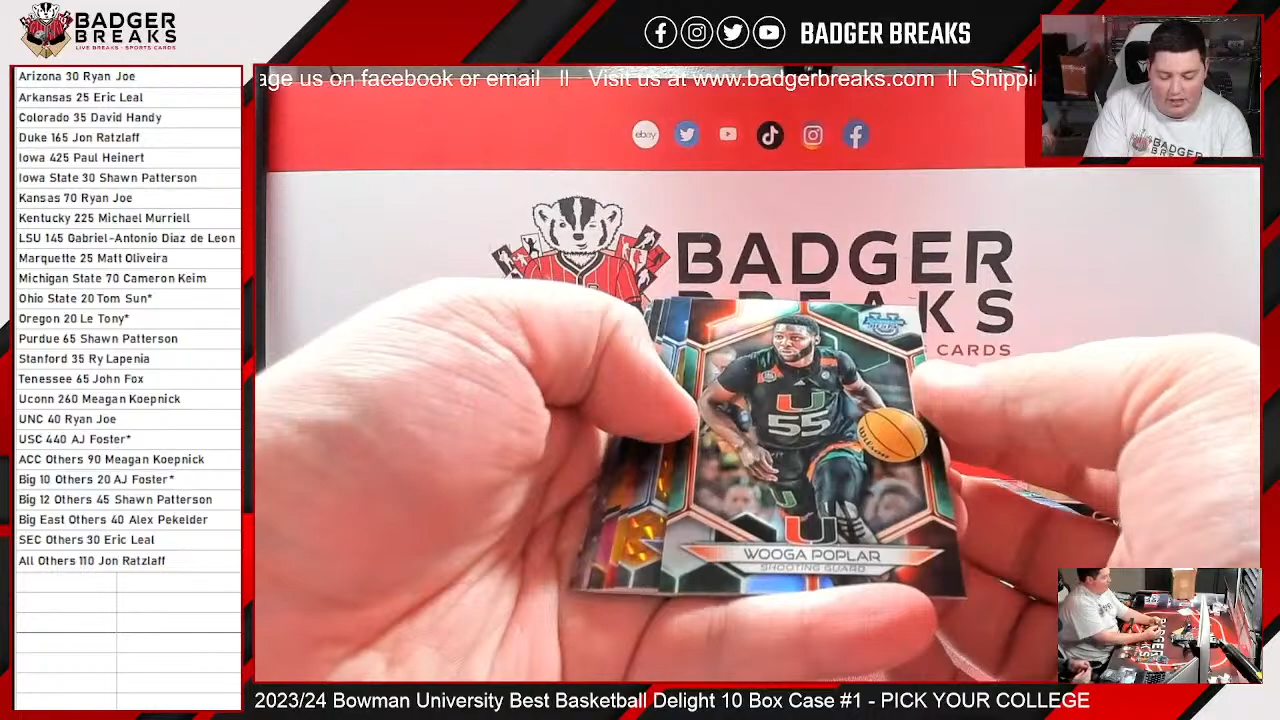 BADGER
BREAKS
LIVE BREAKS - SPORTS CARDS
BADGER BREAKS
age us on facebook or email ll - Visit us at www.badgerbreaks.com ll Shippi
Arizona 30 Ryan Joe
Arkansas 25 Eric Leal
Colorado 35 David Handy
Duke 165 Jon Ratzlaff
Iowa 425 Paul Heinert
Iowa State 30 Shawn Patterson
Kansas 70 Ryan Joe
Kentucky 225 Michael Murriell
LSU 145 Gabriel-Antonio Diaz de Leon
Marquette 25 Matt Oliveira
Michigan State 70 Cameron Keim
Ohio State 20 Tom Sun*
Oregon 20 Le Tony*
Purdue 65 Shawn Patterson
Stanford 35 Ry Lapenia
Tenessee 65 John Fox
Uconn 260 Meagan Koepnick
UNC 40 Ryan Joe
USC 440 AJ Foster*
ACC Others 90 Meagan Koepnick
Big 10 Others 20 AJ Foster*
Big 12 Others 45 Shawn Patterson
Big East Others 40 Alex Pekelder
SEC Others 30 Eric Leal
All Others 110 Jon Ratzlaff
ebay
BADGER
BREAKS
CARDS
55
WILSON
WOOGA POPLAR
SHOOTING GUARD
2023/24 Bowman University Best Basketball Delight 10 Box Case #1 - PICK YOUR COLLEGE